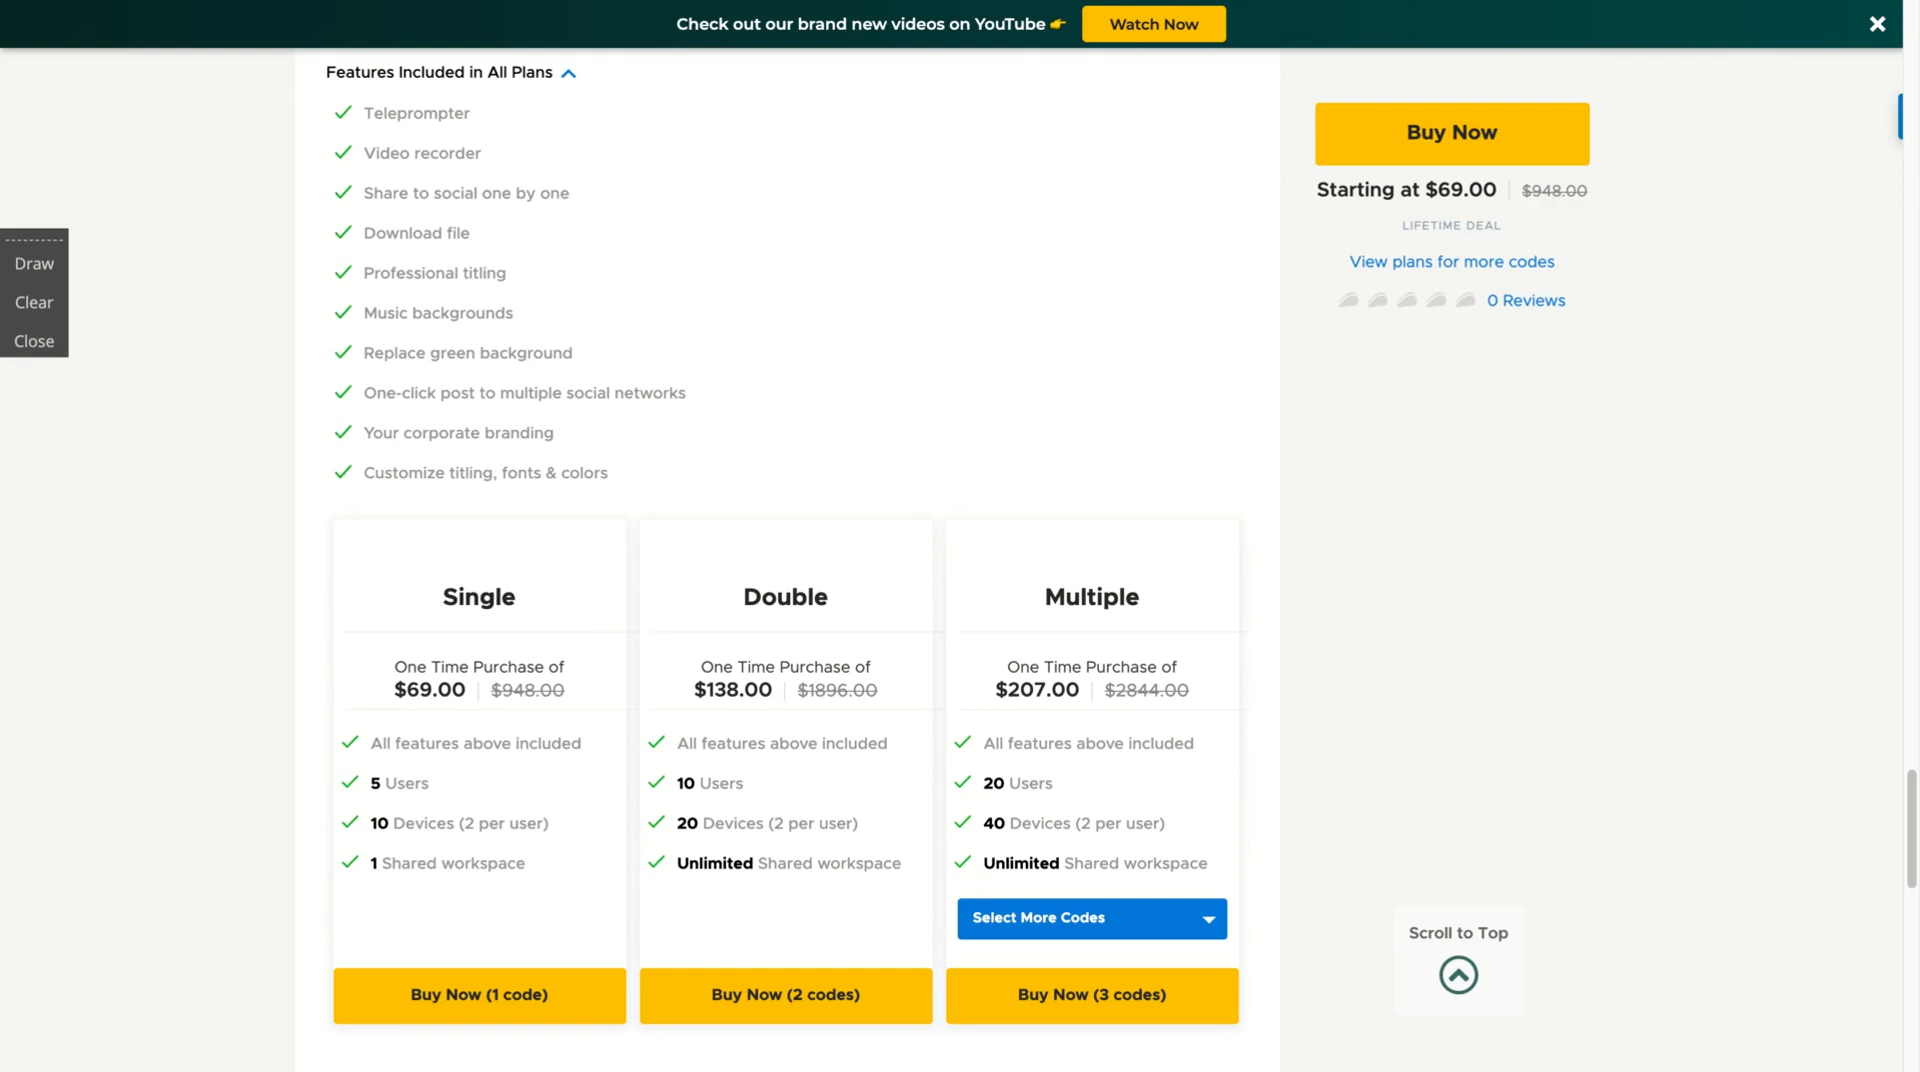 Check out our brand new videos on YouTube 👉 Watch Now
Features Included in All Plans
Teleprompter
Video recorder
Share to social one by one
Download file
Professional titling
Music backgrounds
Replace green background
One-click post to multiple social networks
Your corporate branding
Customize titling, fonts & colors
Draw
Clear
Close
Buy Now
Starting at $69.00 $948.00
LIFETIME DEAL
View plans for more codes
0 Reviews
Single
One Time Purchase of
$69.00 $948.00
All features above included
5 Users
10 Devices (2 per user)
1 Shared workspace
Buy Now (1 code)
Double
One Time Purchase of
$138.00 $1896.00
All features above included
10 Users
20 Devices (2 per user)
Unlimited Shared workspace
Buy Now (2 codes)
Multiple
One Time Purchase of
$207.00 $2844.00
All features above included
20 Users
40 Devices (2 per user)
Unlimited Shared workspace
Select More Codes
Buy Now (3 codes)
Scroll to Top